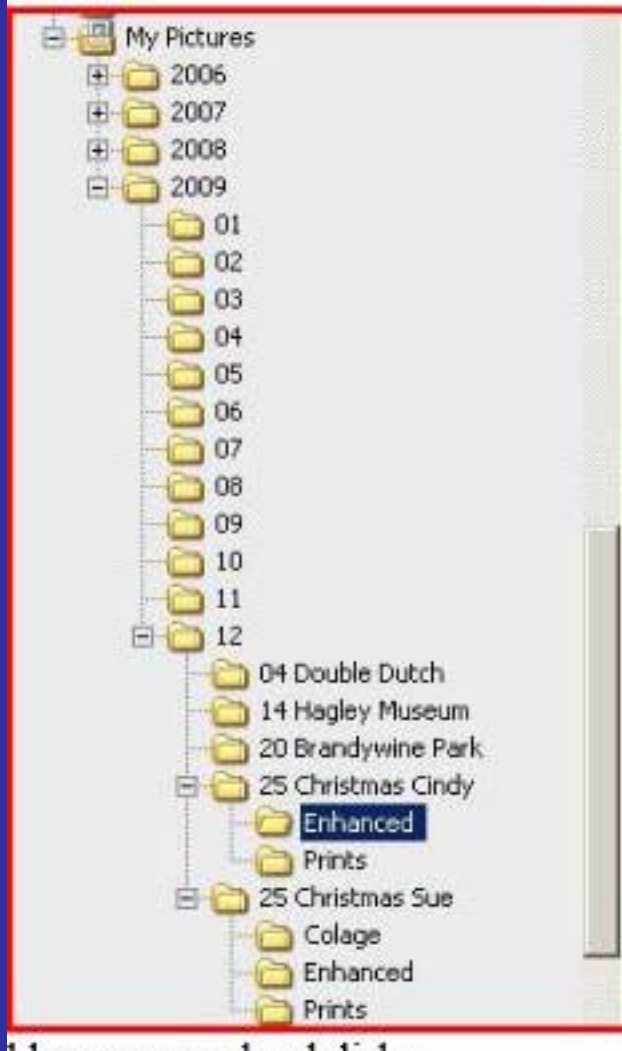 My Pictures
2006
2007
2008
2009
01
02
03
04
05
06
07
08
09
10
11
12
04 Double Dutch
14 Hagley Museum
20 Brandywine Park
25 Christmas Cindy
Enhanced
Prints
25 Christmas Sue
Colage
Enhanced
Prints